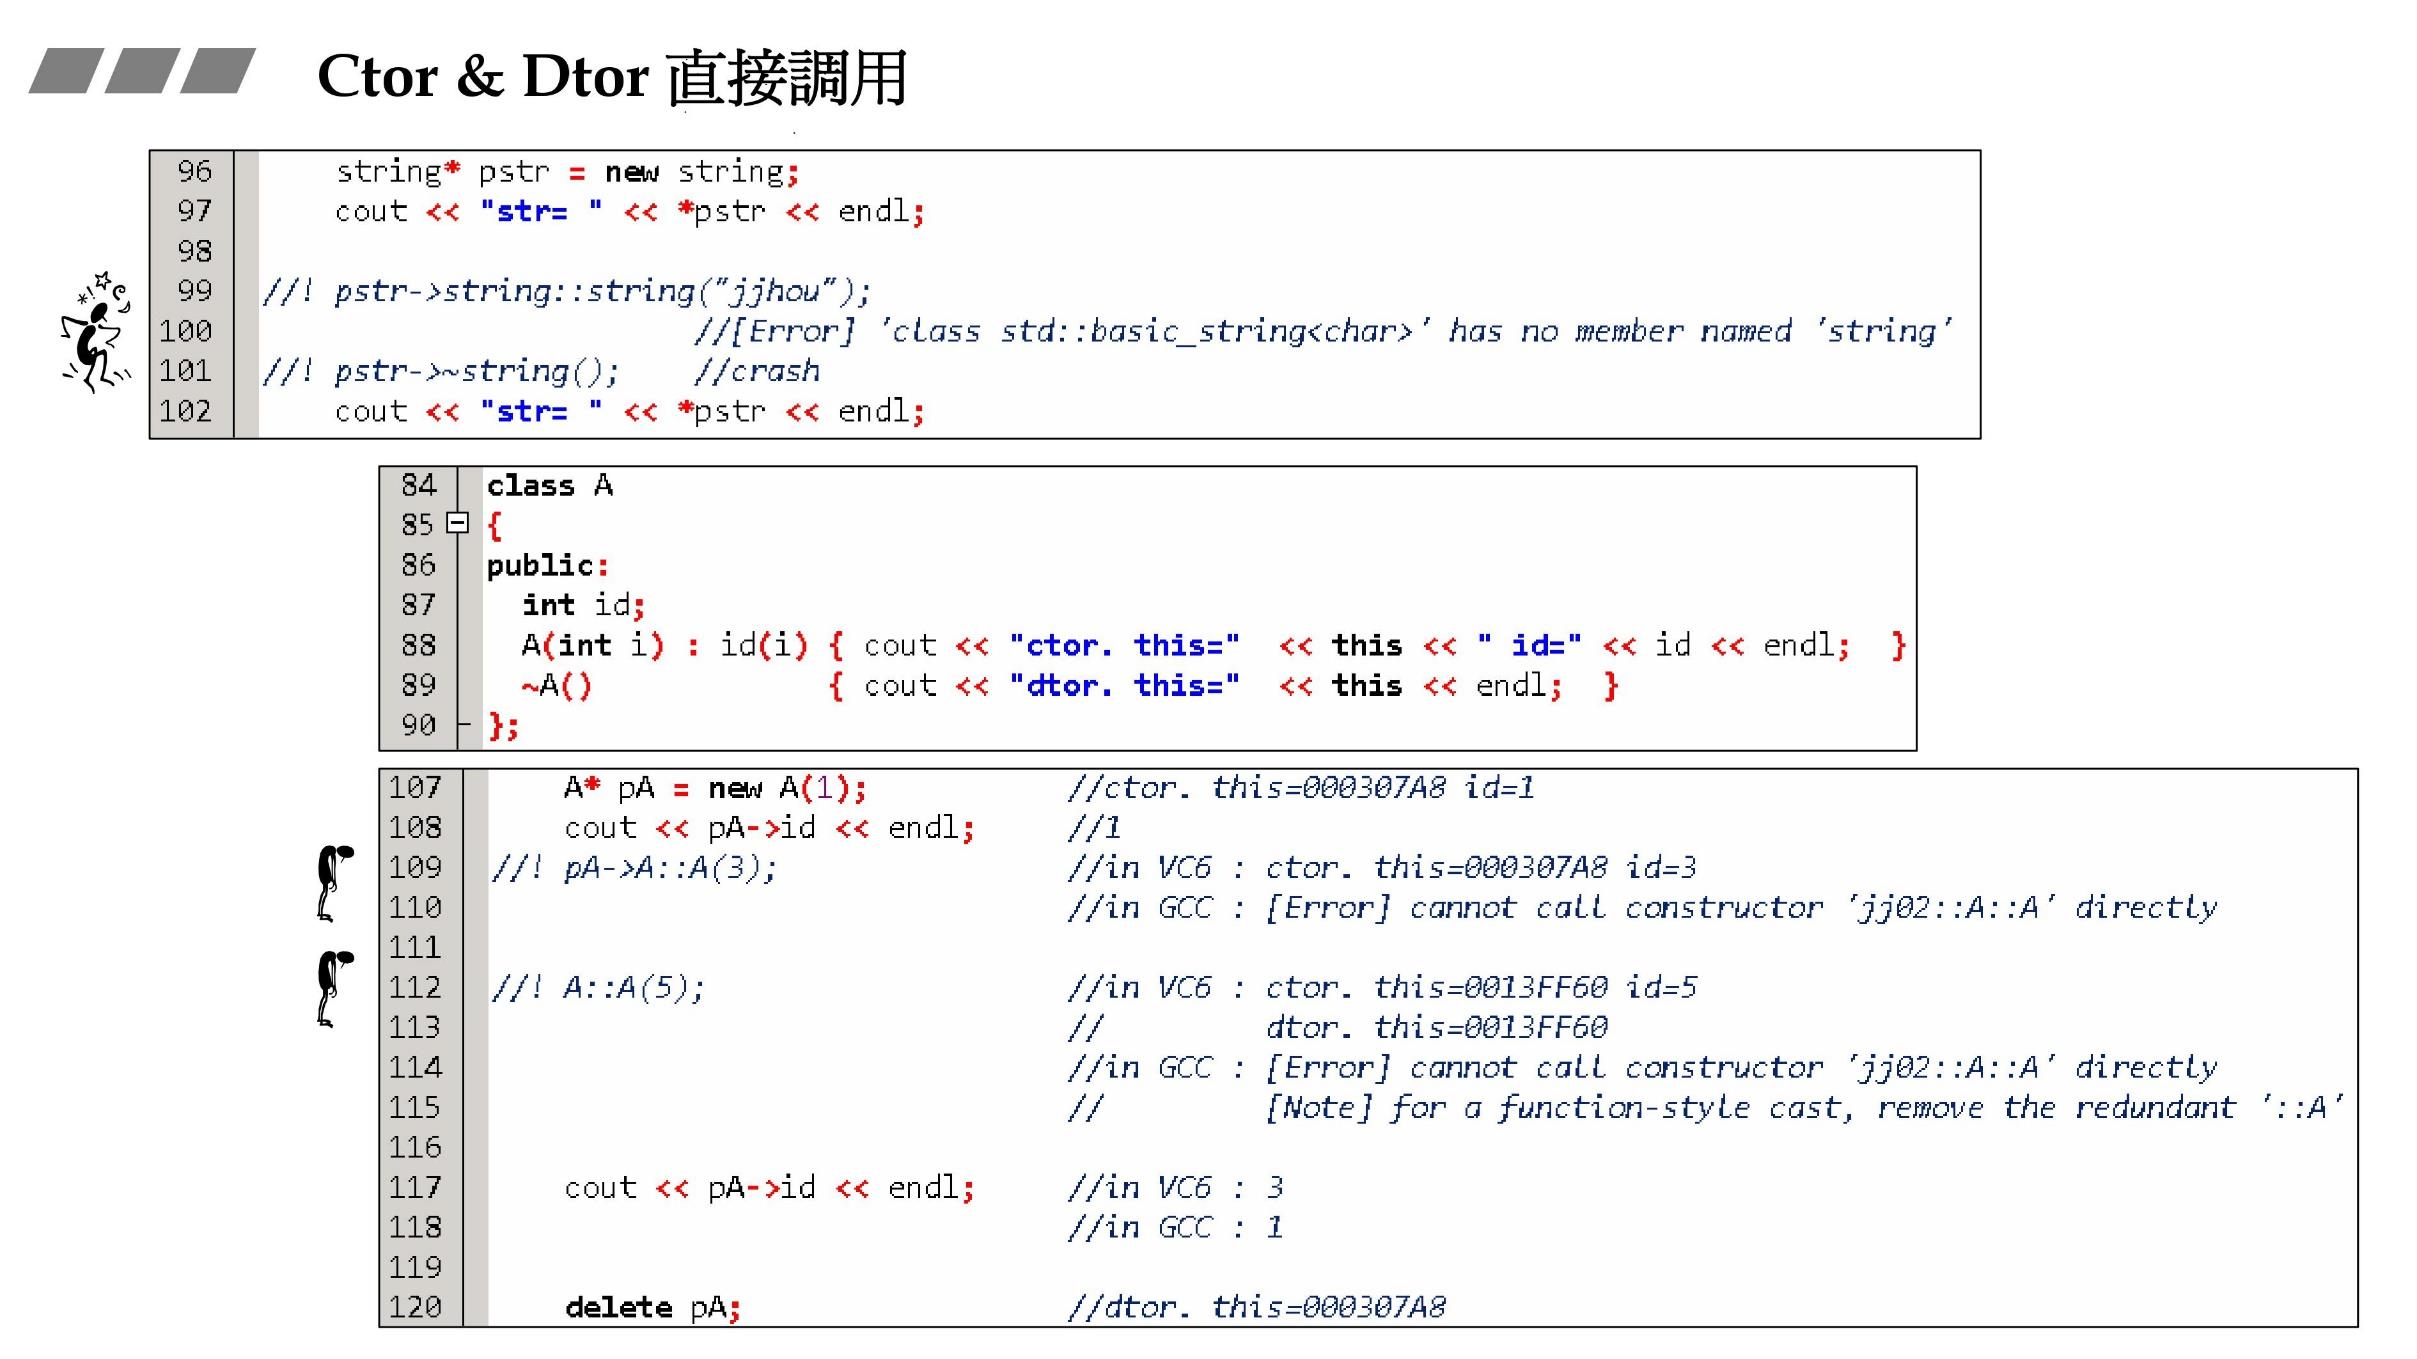 Ctor & Dtor 直接調用
96 string* pstr = new string;
97 cout << "str= " << *pstr << endl;
98
99 //! pstr->string::string("jjhou");
100 //[Error] 'class std::basic_string<char>' has no member named 'string'
101 //! pstr->~string(); //crash
102 cout << "str= " << *pstr << endl;
84 class A
85 {
86 public:
87 int id;
88 A(int i) : id(i) { cout << "ctor. this=" << this << " id=" << id << endl; }
89 ~A() { cout << "dtor. this=" << this << endl; }
90 };
107 A* pA = new A(1); //ctor. this=000307A8 id=1
108 cout << pA->id << endl; //1
109 //! pA->A::A(3); //in VC6 : ctor. this=000307A8 id=3
110 //in GCC : [Error] cannot call constructor 'jj02::A::A' directly
111
112 //! A::A(5); //in VC6 : ctor. this=0013FF60 id=5
113 // dtor. this=0013FF60
114 //in GCC : [Error] cannot call constructor 'jj02::A::A' directly
115 // [Note] for a function-style cast, remove the redundant '::A'
116
117 cout << pA->id << endl; //in VC6 : 3
118 //in GCC : 1
119
120 delete pA; //dtor. this=000307A8